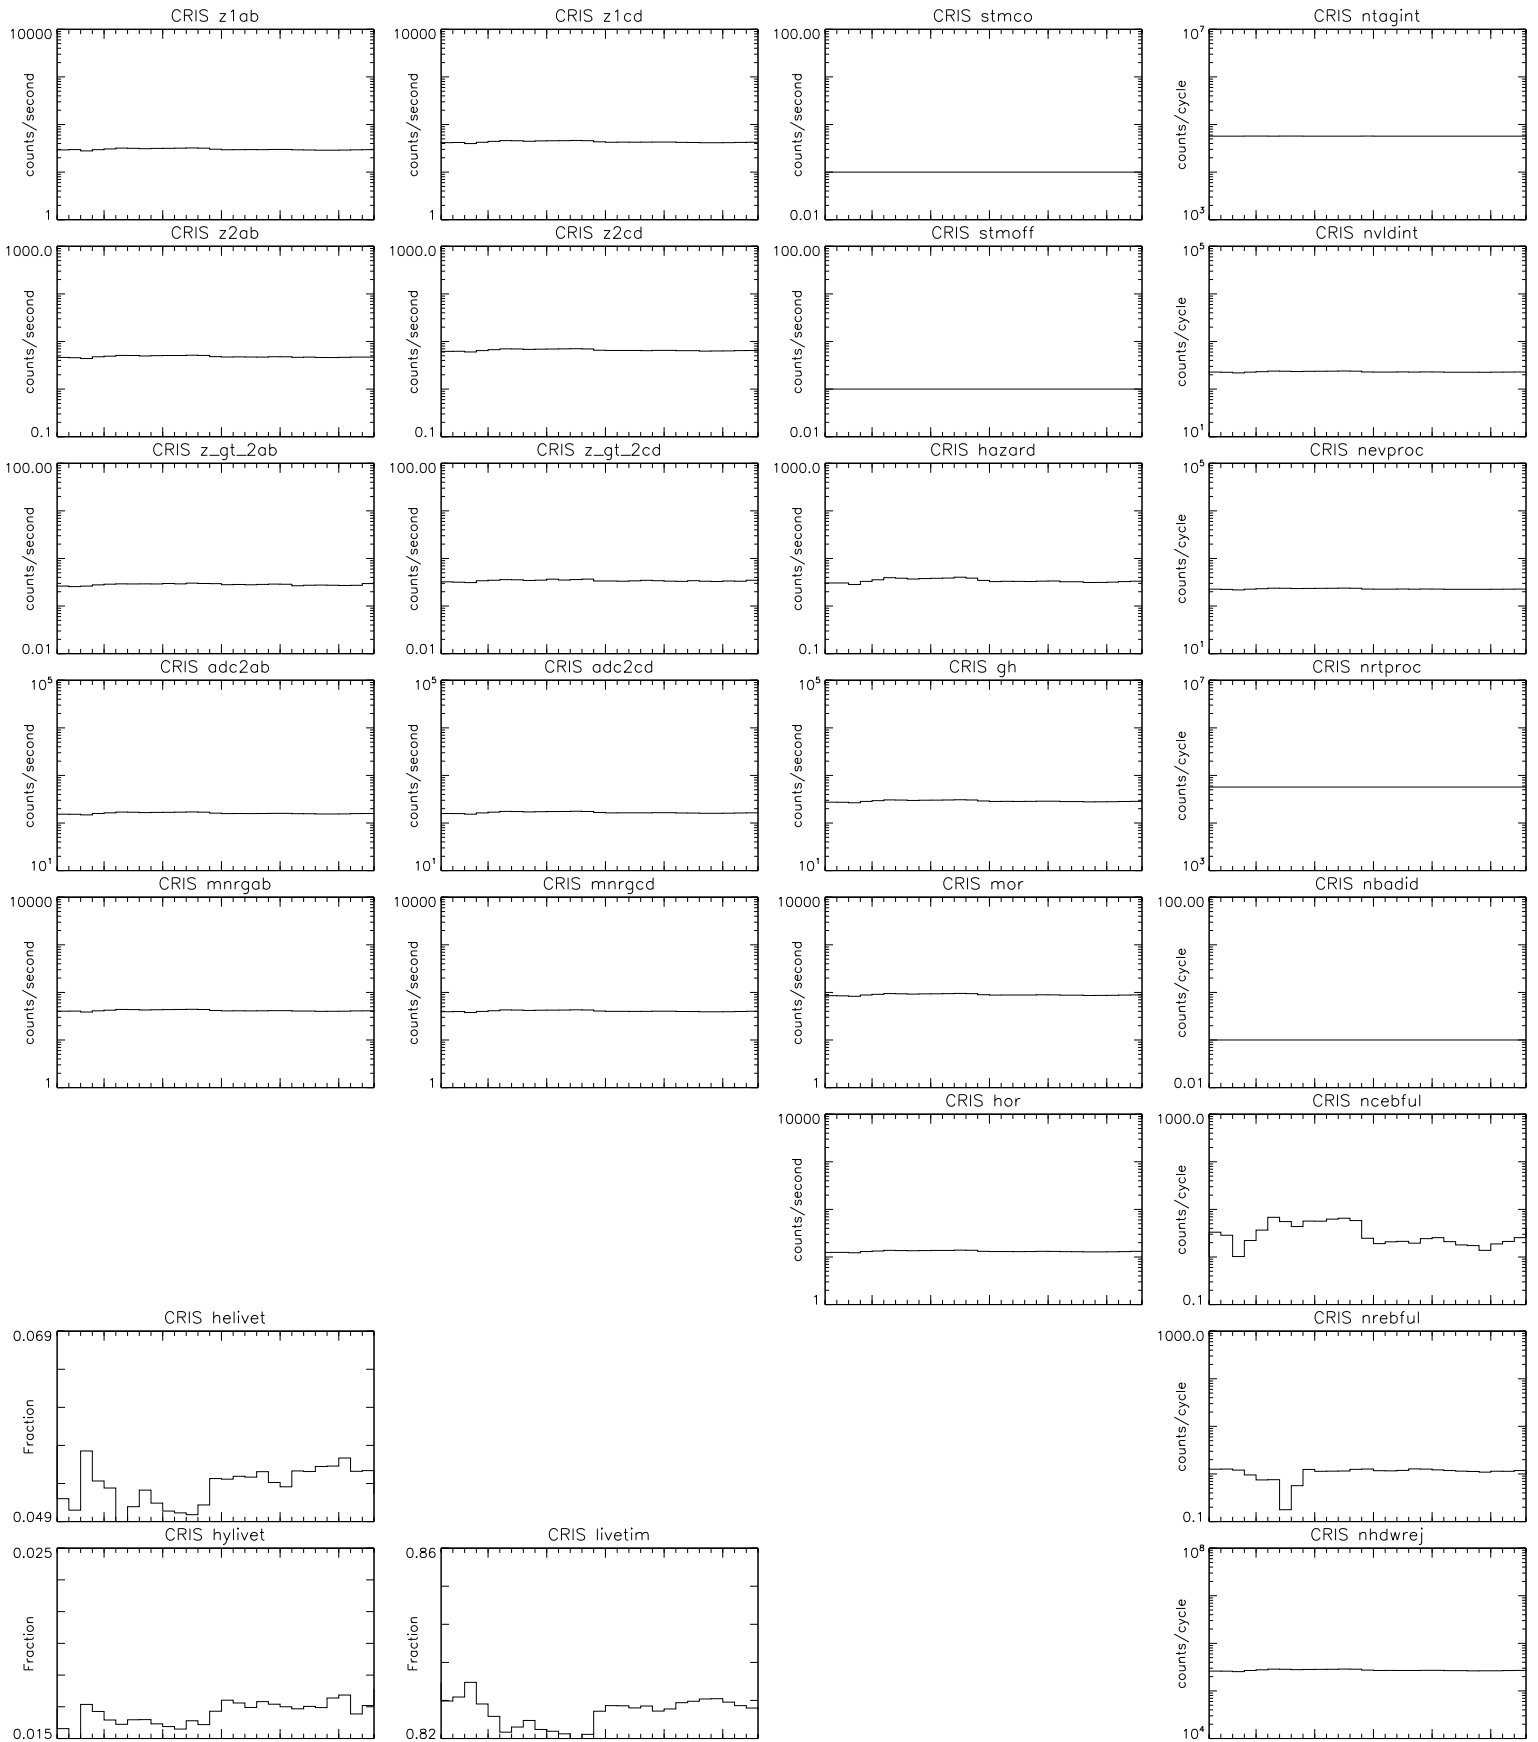 CRIS z1ab
CRIS z1cd
CRIS stmco
CRIS ntagint
10000
counts/second
1
10000
counts/second
1
100.00
counts/second
0.01
10^7
counts/cycle
10^3
CRIS z2ab
CRIS z2cd
CRIS stmoff
CRIS nvldint
1000.0
counts/second
0.1
1000.0
counts/second
0.1
100.00
counts/second
0.01
10^5
counts/cycle
10^1
CRIS z_gt_2ab
CRIS z_gt_2cd
CRIS hazard
CRIS nevproc
100.00
counts/second
0.01
100.00
counts/second
0.01
1000.0
counts/second
0.1
10^5
counts/cycle
10^1
CRIS adc2ab
CRIS adc2cd
CRIS gh
CRIS nrtproc
10^5
counts/second
10^1
10^5
counts/second
10^1
10^5
counts/second
10^1
10^7
counts/cycle
10^3
CRIS mnrgab
CRIS mnrgcd
CRIS mor
CRIS nbadid
10000
counts/second
1
10000
counts/second
1
10000
counts/second
1
100.00
counts/cycle
0.01
CRIS hor
CRIS ncebful
10000
counts/second
1
1000.0
counts/cycle
0.1
CRIS helivet
CRIS nrebful
0.069
Fraction
0.049
1000.0
counts/cycle
0.1
CRIS hylivet
CRIS livetim
CRIS nhdwrej
0.025
Fraction
0.015
0.86
Fraction
0.82
10^8
counts/cycle
10^4